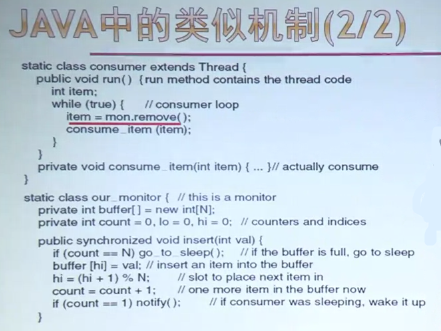 JAVA中的类似机制(2/2)
static class consumer extends Thread {
public void run( ) {run method contains the thread code
int item;
while (true) { // consumer loop
item = mon.remove( );
consume_item (item);
}
}
private void consume_item(int item) { ... }// actually consume
}
static class our_monitor { // this is a monitor
private int buffer[ ] = new int[N];
private int count = 0, lo = 0, hi = 0; // counters and indices
public synchronized void insert(int val) {
if (count == N) go_to_sleep( ); // if the buffer is full, go to sleep
buffer [hi] = val; // insert an item into the buffer
hi = (hi + 1) % N; // slot to place next item in
count = count + 1; // one more item in the buffer now
if (count == 1) notify( ); // if consumer was sleeping, wake it up
}